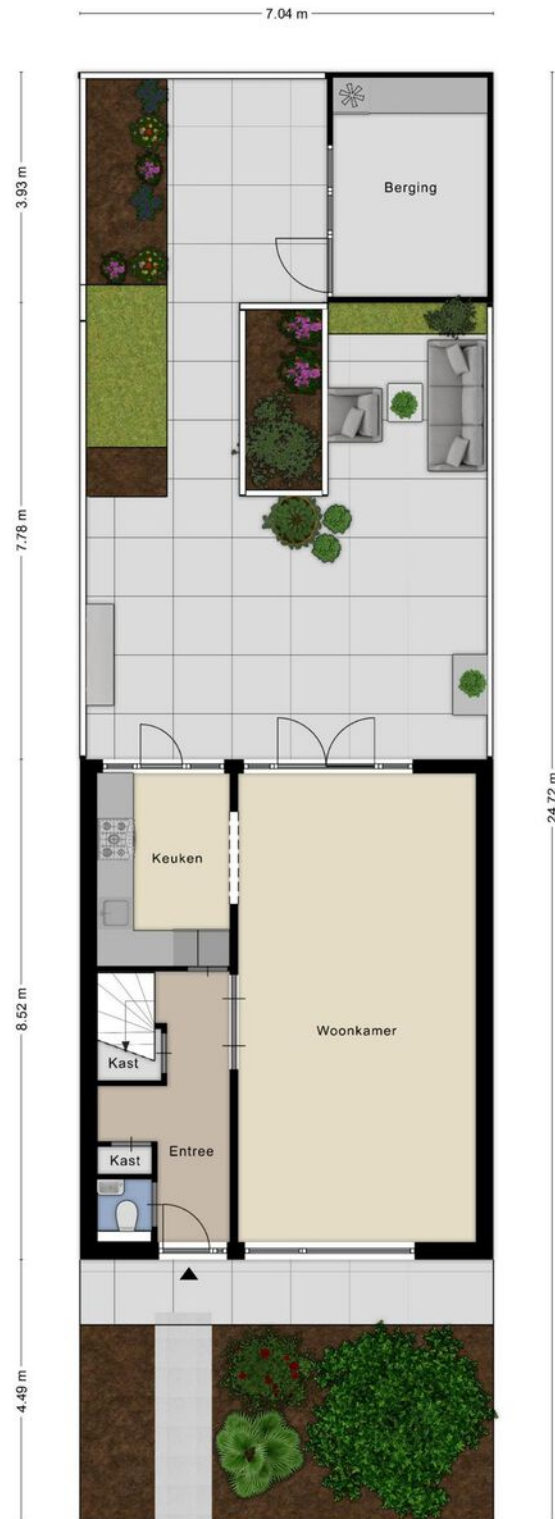 7.04 m
3.93 m
Berging
7.78 m
24.72 m
Keuken
8.52 m
Woonkamer
Kast
Entree
Kast
4.49 m